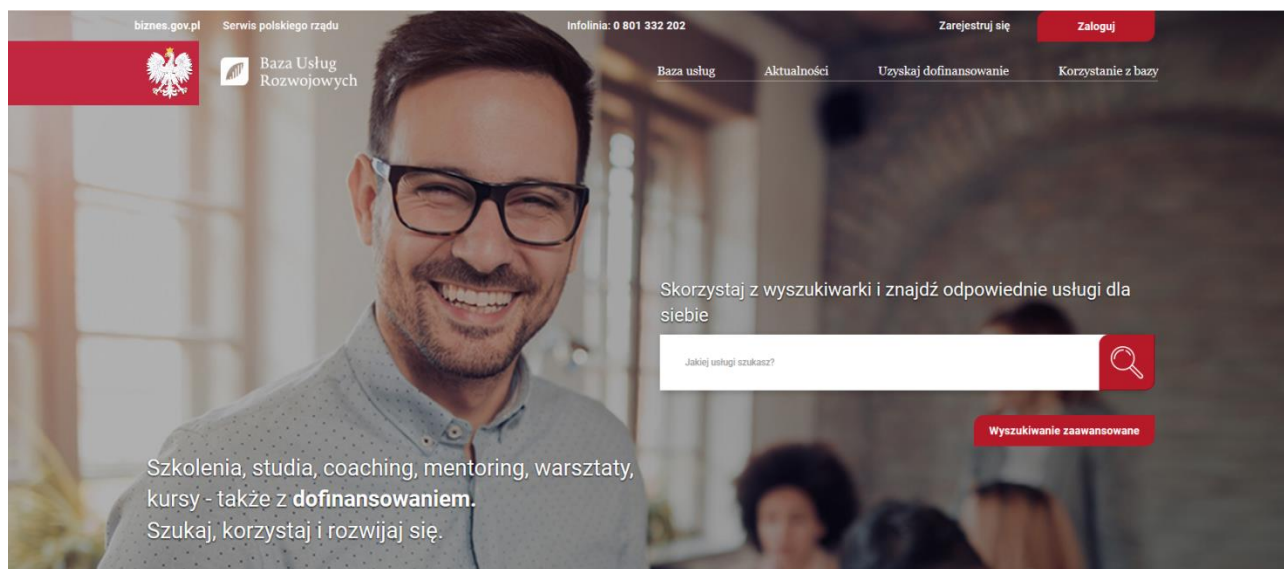 biznes.gov.pl Serwis polskiego rządu Infolinia: 0 801 332 202 Zarejestruj się Zaloguj
Baza Usług
Rozwojowych
Baza usług Aktualności Uzyskaj dofinansowanie Korzystanie z bazy
Skorzystaj z wyszukiwarki i znajdź odpowiednie usługi dla
siebie
Jakiej usługi szukasz?
Wyszukiwanie zaawansowane
Szkolenia, studia, coaching, mentoring, warsztaty,
kursy - także z dofinansowaniem.
Szukaj, korzystaj i rozwijaj się.